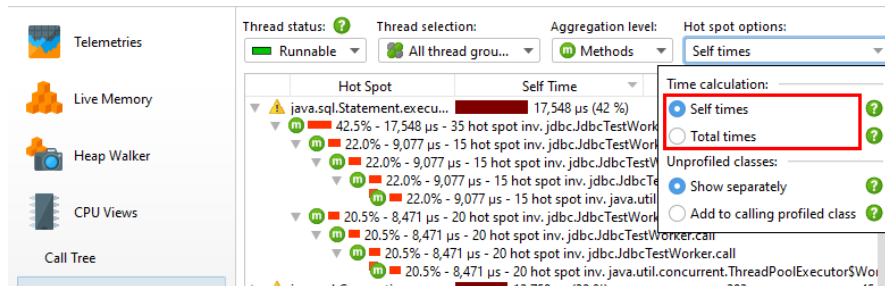 Thread status:
Thread selection:
Aggregation level:
Hot spot options:
Telemetries
Runnable
All thread grou...
Methods
Self times
Hot Spot
Self Time
Time calculation:
Live Memory
java.sql.Statement.execu...
17,548 µs (42 %)
Self times
42.5% - 17,548 µs - 35 hot spot inv. jdbc.JdbcTestWork
Total times
22.0% - 9,077 µs - 15 hot spot inv. jdbc.JdbcTestWork
Heap Walker
22.0% - 9,077 µs - 15 hot spot inv. jdbc.JdbcTestW
Unprofiled classes:
22.0% - 9,077 µs - 15 hot spot inv. jdbc.JdbcTe
Show separately
22.0% - 9,077 µs - 15 hot spot inv. java.util
CPU Views
20.5% - 8,471 µs - 20 hot spot inv. jdbc.JdbcTestWork
Add to calling profiled class
20.5% - 8,471 µs - 20 hot spot inv. jdbc.JdbcTestWorker.call
Call Tree
20.5% - 8,471 µs - 20 hot spot inv. jdbc.JdbcTestWorker.call
20.5% - 8,471 µs - 20 hot spot inv. java.util.concurrent.ThreadPoolExecutor$Wor